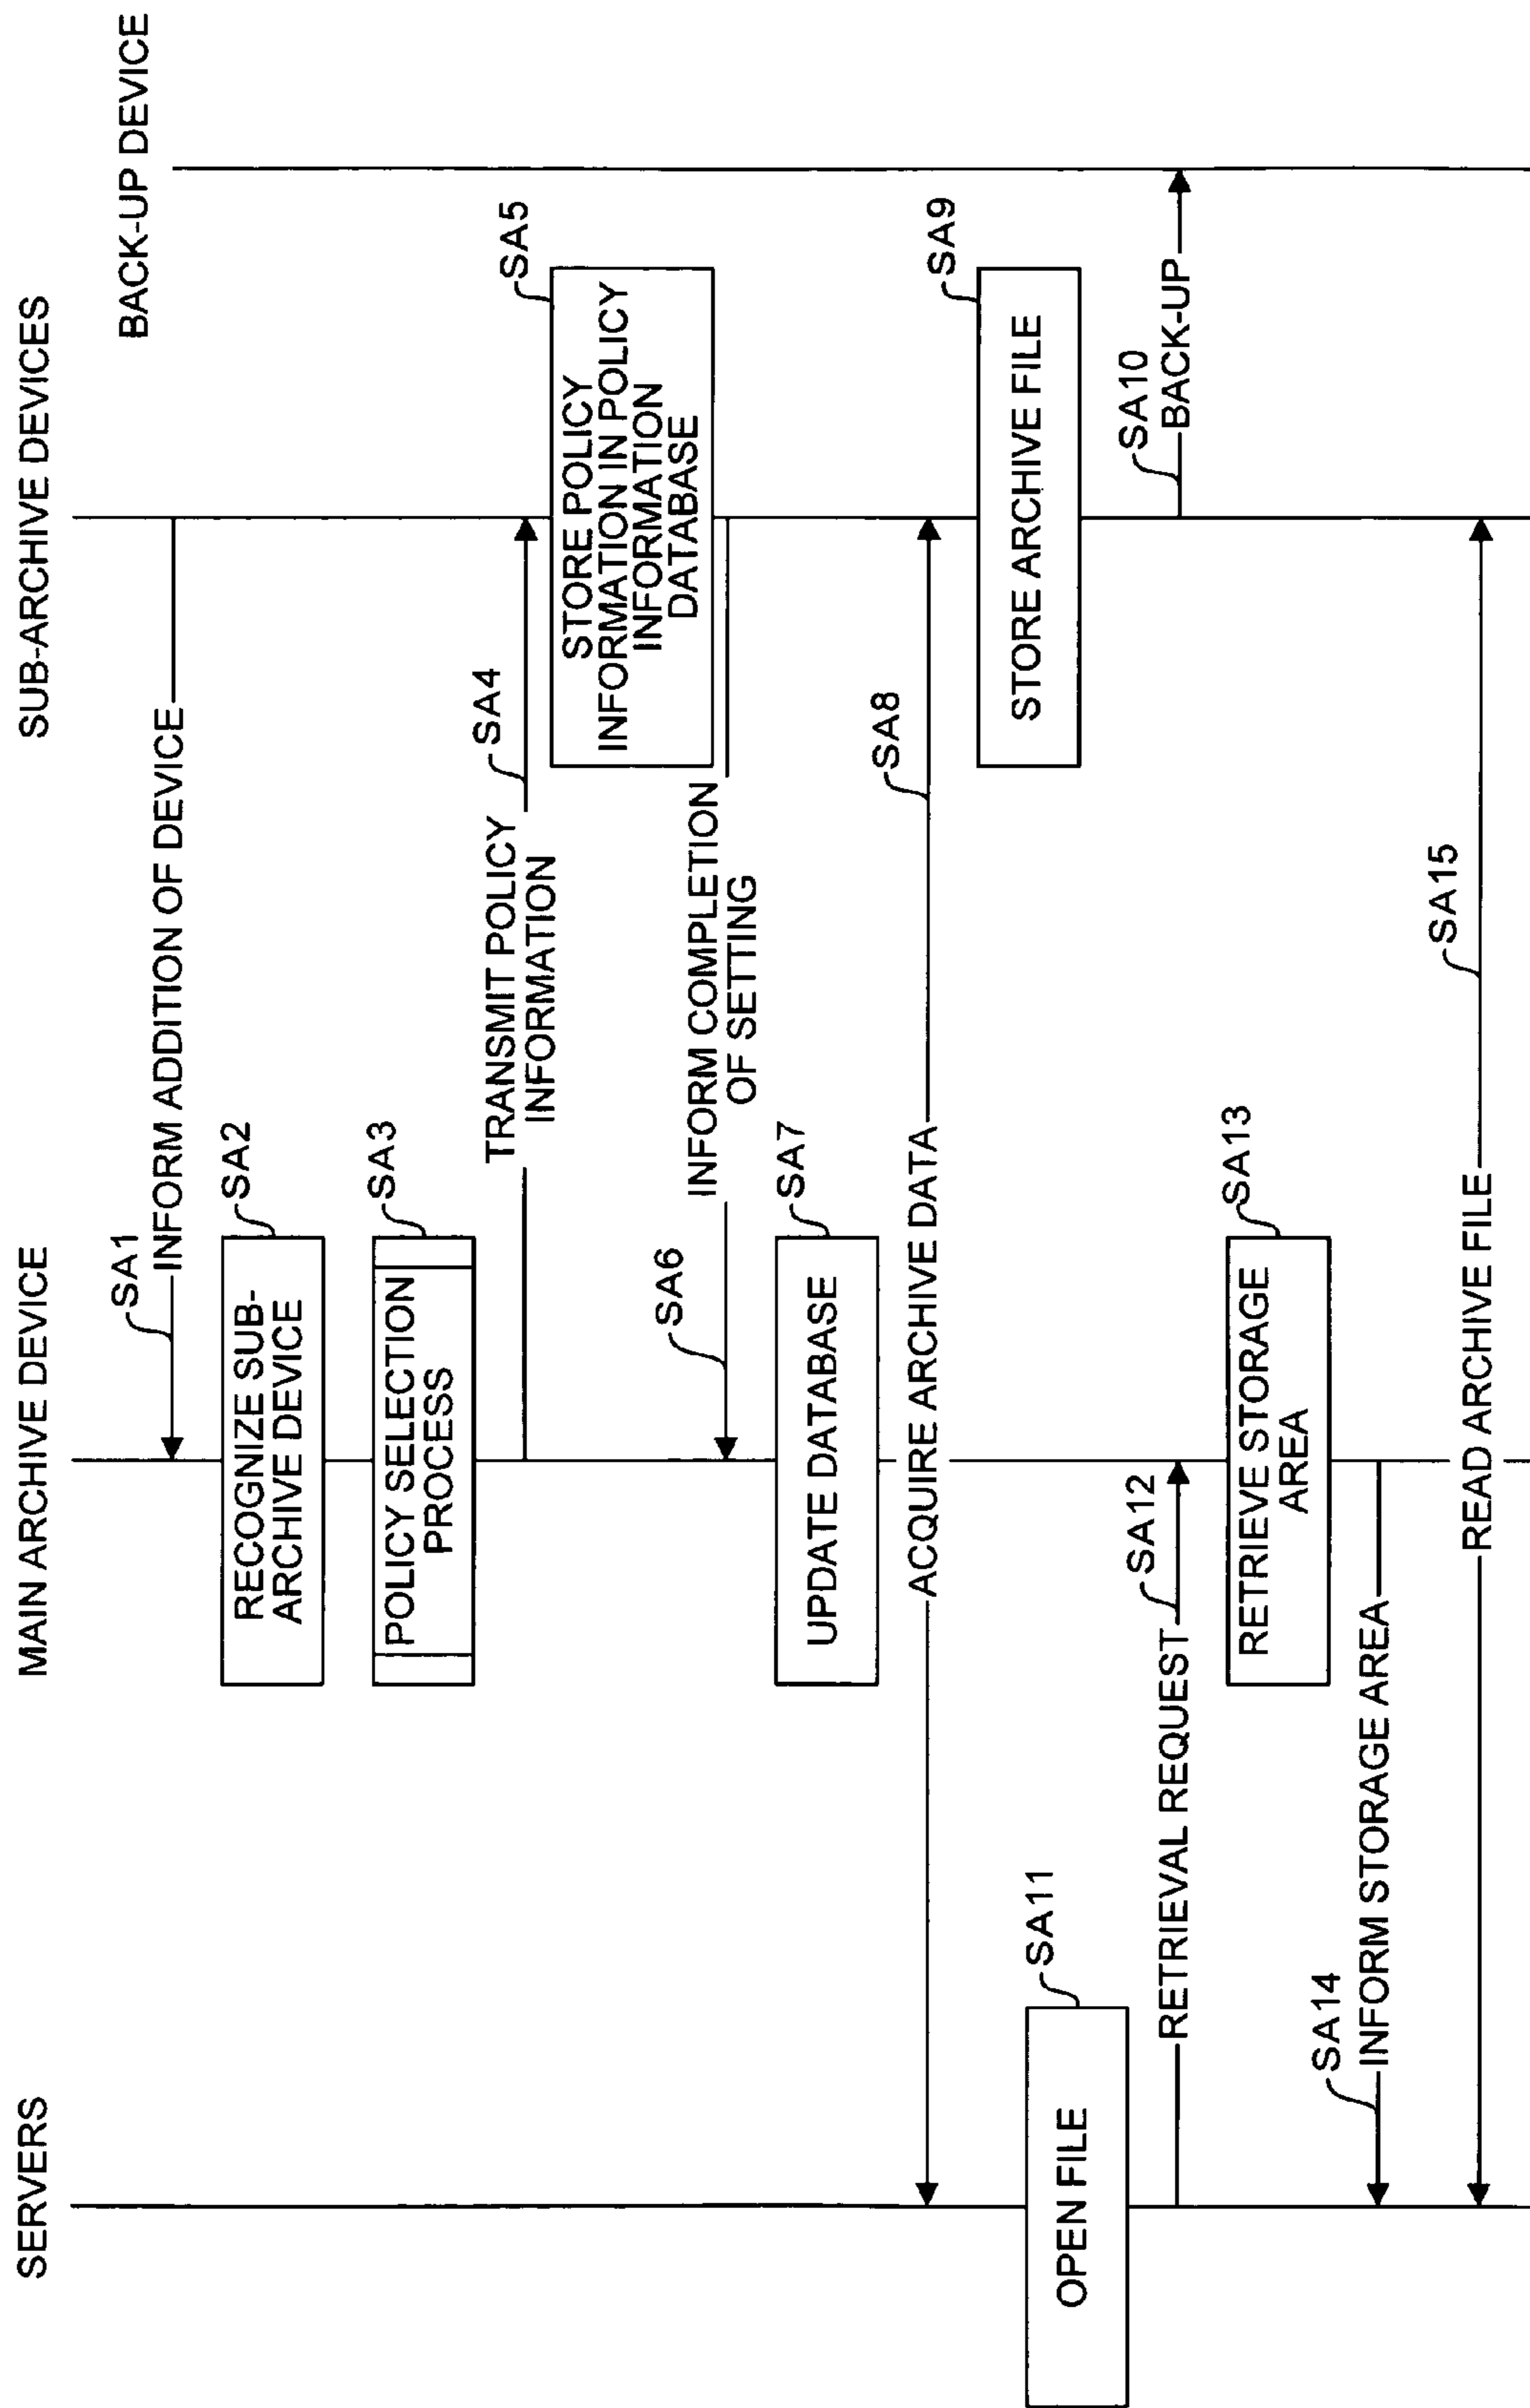 SERVERS
MAIN ARCHIVE DEVICE
SUB-ARCHIVE DEVICES
BACK-UP DEVICE
SA1
INFORM ADDITION OF DEVICE
SA2
RECOGNIZE SUB-
ARCHIVE DEVICE
SA3
POLICY SELECTION
PROCESS
SA4
TRANSMIT POLICY
INFORMATION
SA5
STORE POLICY
INFORMATION IN POLICY
INFORMATION
DATABASE
SA6
INFORM COMPLETION
OF SETTING
SA7
UPDATE DATABASE
SA8
ACQUIRE ARCHIVE DATA
SA9
STORE ARCHIVE FILE
SA10
BACK-UP
SA11
OPEN FILE
SA12
RETRIEVAL REQUEST
SA13
RETRIEVE STORAGE
AREA
SA14
INFORM STORAGE AREA
SA15
READ ARCHIVE FILE